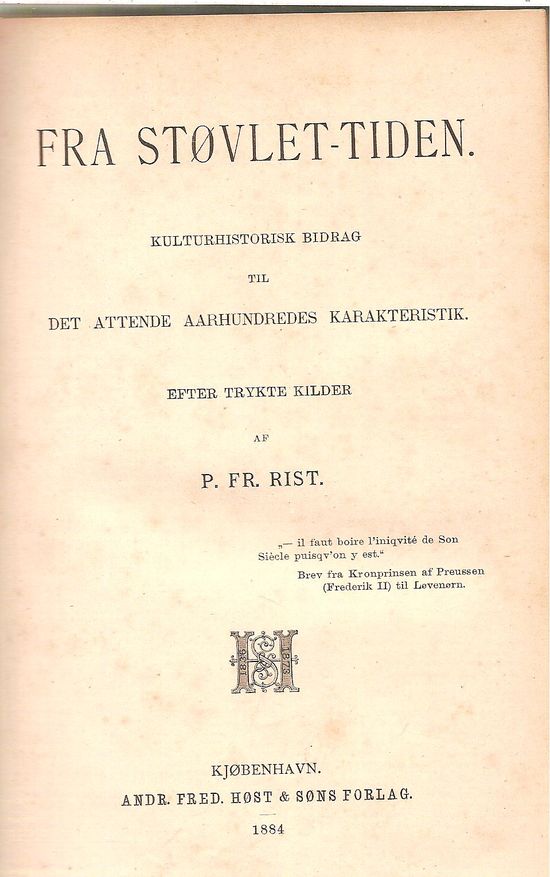 FRA STØVLET-TIDEN.
KULTURHISTORISK BIDRAG
TIL
DET ATTENDE AARHUNDREDES KARAKTERISTIK.
EFTER TRYKTE KILDER
AF
P. FR. RIST.
„— il faut boire l'iniqvité de Son
Siècle puisqv'on y est.“
Brev fra Kronprinsen af Preussen
(Frederik II) til Løvenørn.
1836 H&S 1873
KJØBENHAVN.
ANDR. FRED. HØST & SØNS FORLAG.
1884